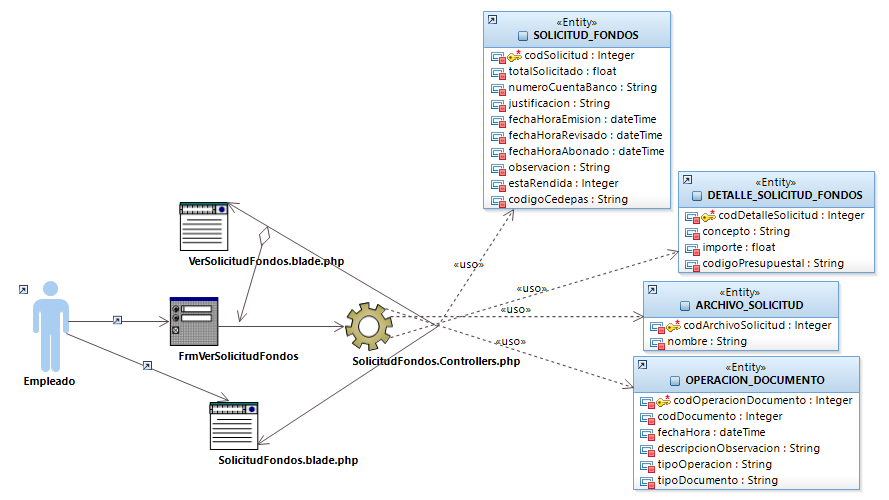 «Entity»
SOLICITUD_FONDOS
codSolicitud : Integer
totalSolicitado : float
numeroCuentaBanco : String
justificacion : String
fechaHoraEmision : dateTime
fechaHoraRevisado : dateTime
fechaHoraAbonado : dateTime
observacion : String
estaRendida : Integer
codigoCedepas : String
«Entity»
DETALLE_SOLICITUD_FONDOS
codDetalleSolicitud : Integer
concepto : String
importe : float
codigoPresupuestal : String
VerSolicitudFondos.blade.php
«uso»
«uso»
«uso»
«uso»
«Entity»
ARCHIVO_SOLICITUD
codArchivoSolicitud : Integer
nombre : String
FrmVerSolicitudFondos
SolicitudFondos.Controllers.php
Empleado
«Entity»
OPERACION_DOCUMENTO
codOperacionDocumento : Integer
codDocumento : Integer
fechaHora : dateTime
descripcionObservacion : String
tipoOperacion : String
tipoDocumento : String
SolicitudFondos.blade.php